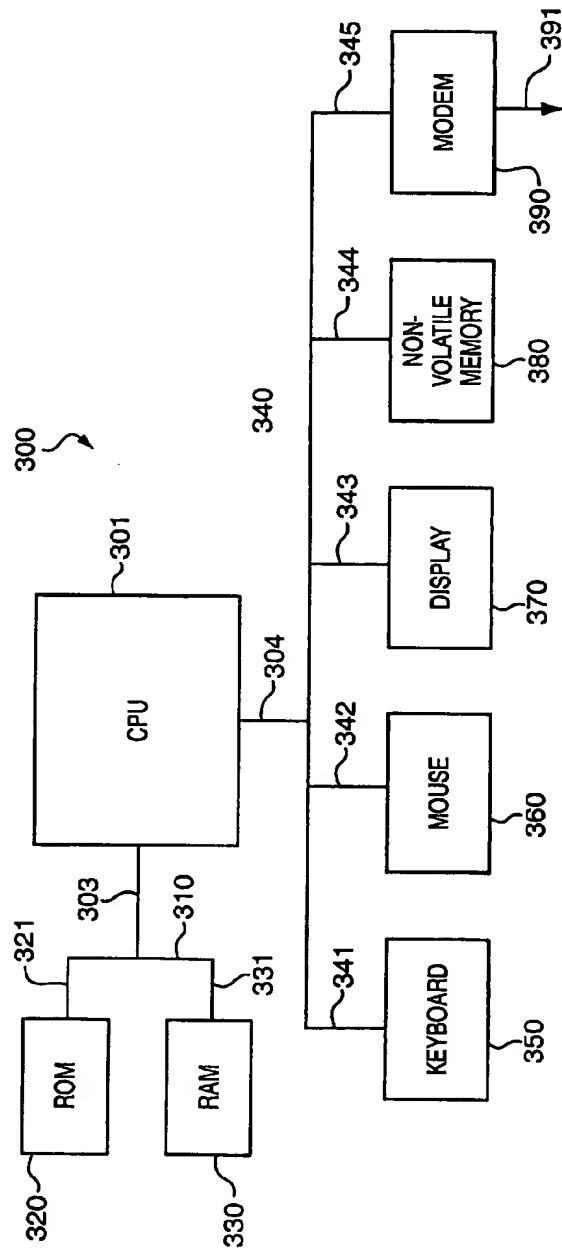 300
301
CPU
303
304
310
321
ROM
320
331
RAM
330
340
341
KEYBOARD
350
342
MOUSE
360
343
DISPLAY
370
344
NON-
VOLATILE
MEMORY
380
345
MODEM
390
391